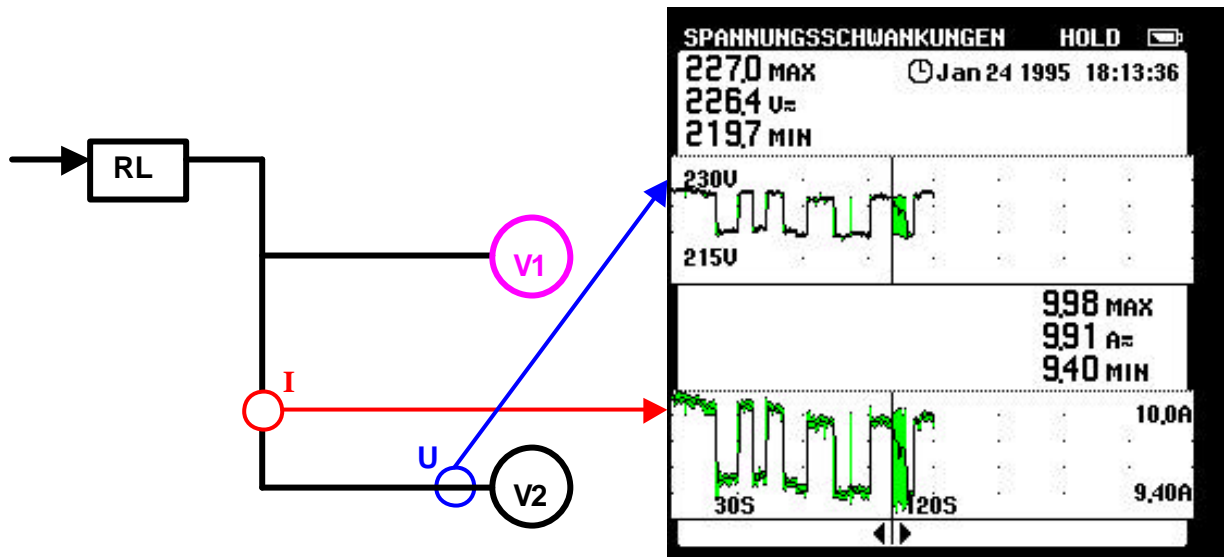 RL
V1
I
U
V2
SPANNUNGSSCHWANKUNGEN HOLD
227,0 MAX
Jan 24 1995 18:13:36
226,4 V≂
219,7 MIN
230V
215V
9,98 MAX
9,91 A≂
9,40 MIN
10,0A
9,40A
30S 120S